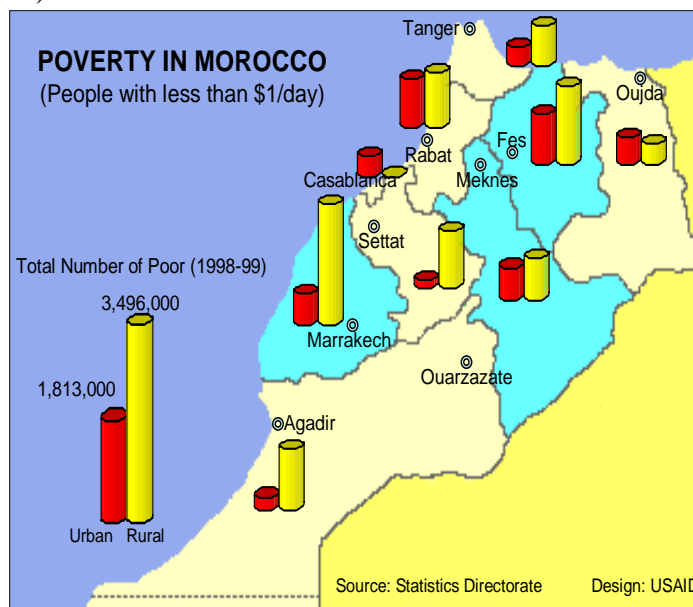 POVERTY IN MOROCCO
(People with less than $1/day)
Tanger
Oujda
Fes
Rabat
Meknes
Casablanca
Settat
Total Number of Poor (1998-99)
3,496,000
Marrakech
Ouarzazate
1,813,000
Agadir
Urban Rural
Source: Statistics Directorate Design: USAID